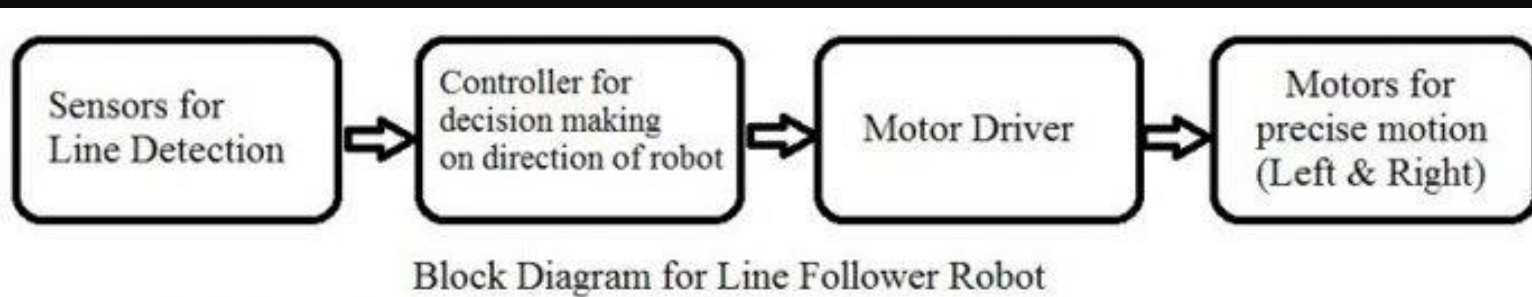 Sensors for
Line Detection
Controller for
decision making
on direction of robot
Motor Driver
Motors for
precise motion
(Left & Right)
Block Diagram for Line Follower Robot